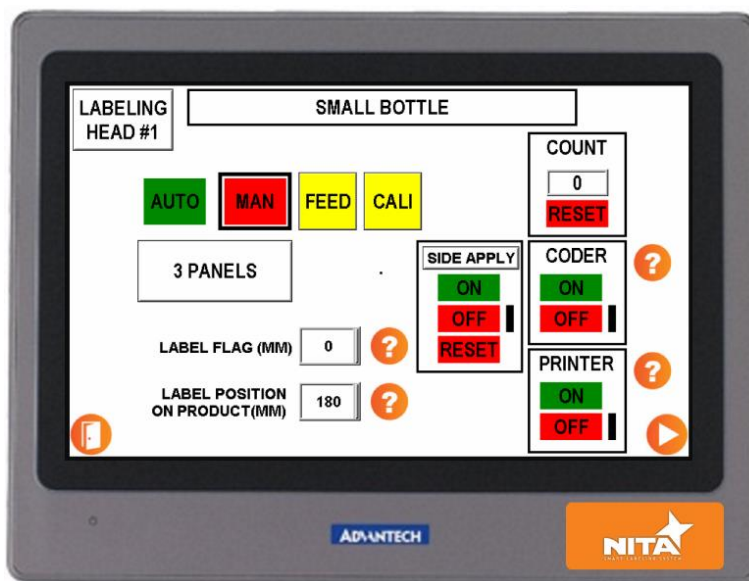 LABELING
HEAD #1
SMALL BOTTLE
COUNT
0
RESET
AUTO
MAN
FEED
CALI
3 PANELS
SIDE APPLY
ON
OFF
RESET
CODER
ON
OFF
?
LABEL FLAG (MM)
0
?
LABEL POSITION
ON PRODUCT(MM)
180
?
PRINTER
ON
OFF
?
ADVANTECH
NITA